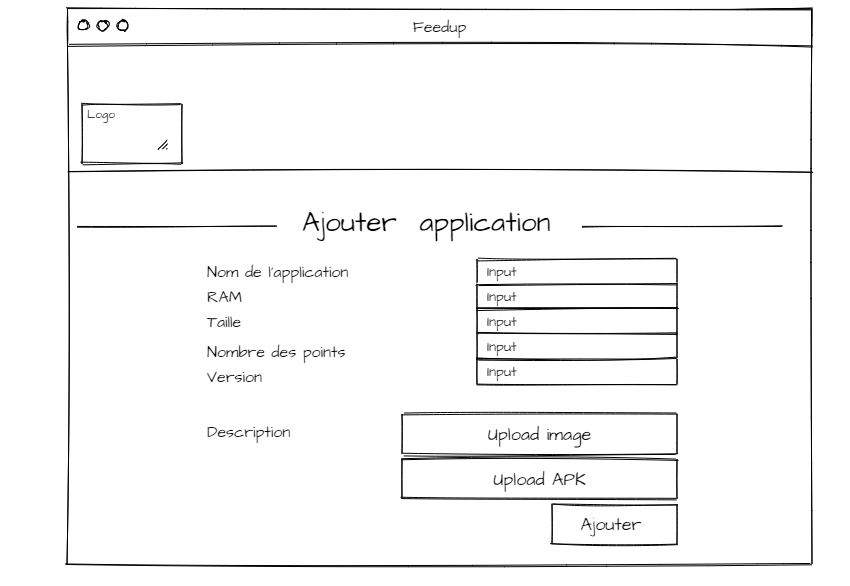 Feedup
Logo
Ajouter application
Nom de l'application Input
RAM Input
Taille Input
Nombre des points Input
Version Input
Description Upload image
Upload APK
Ajouter